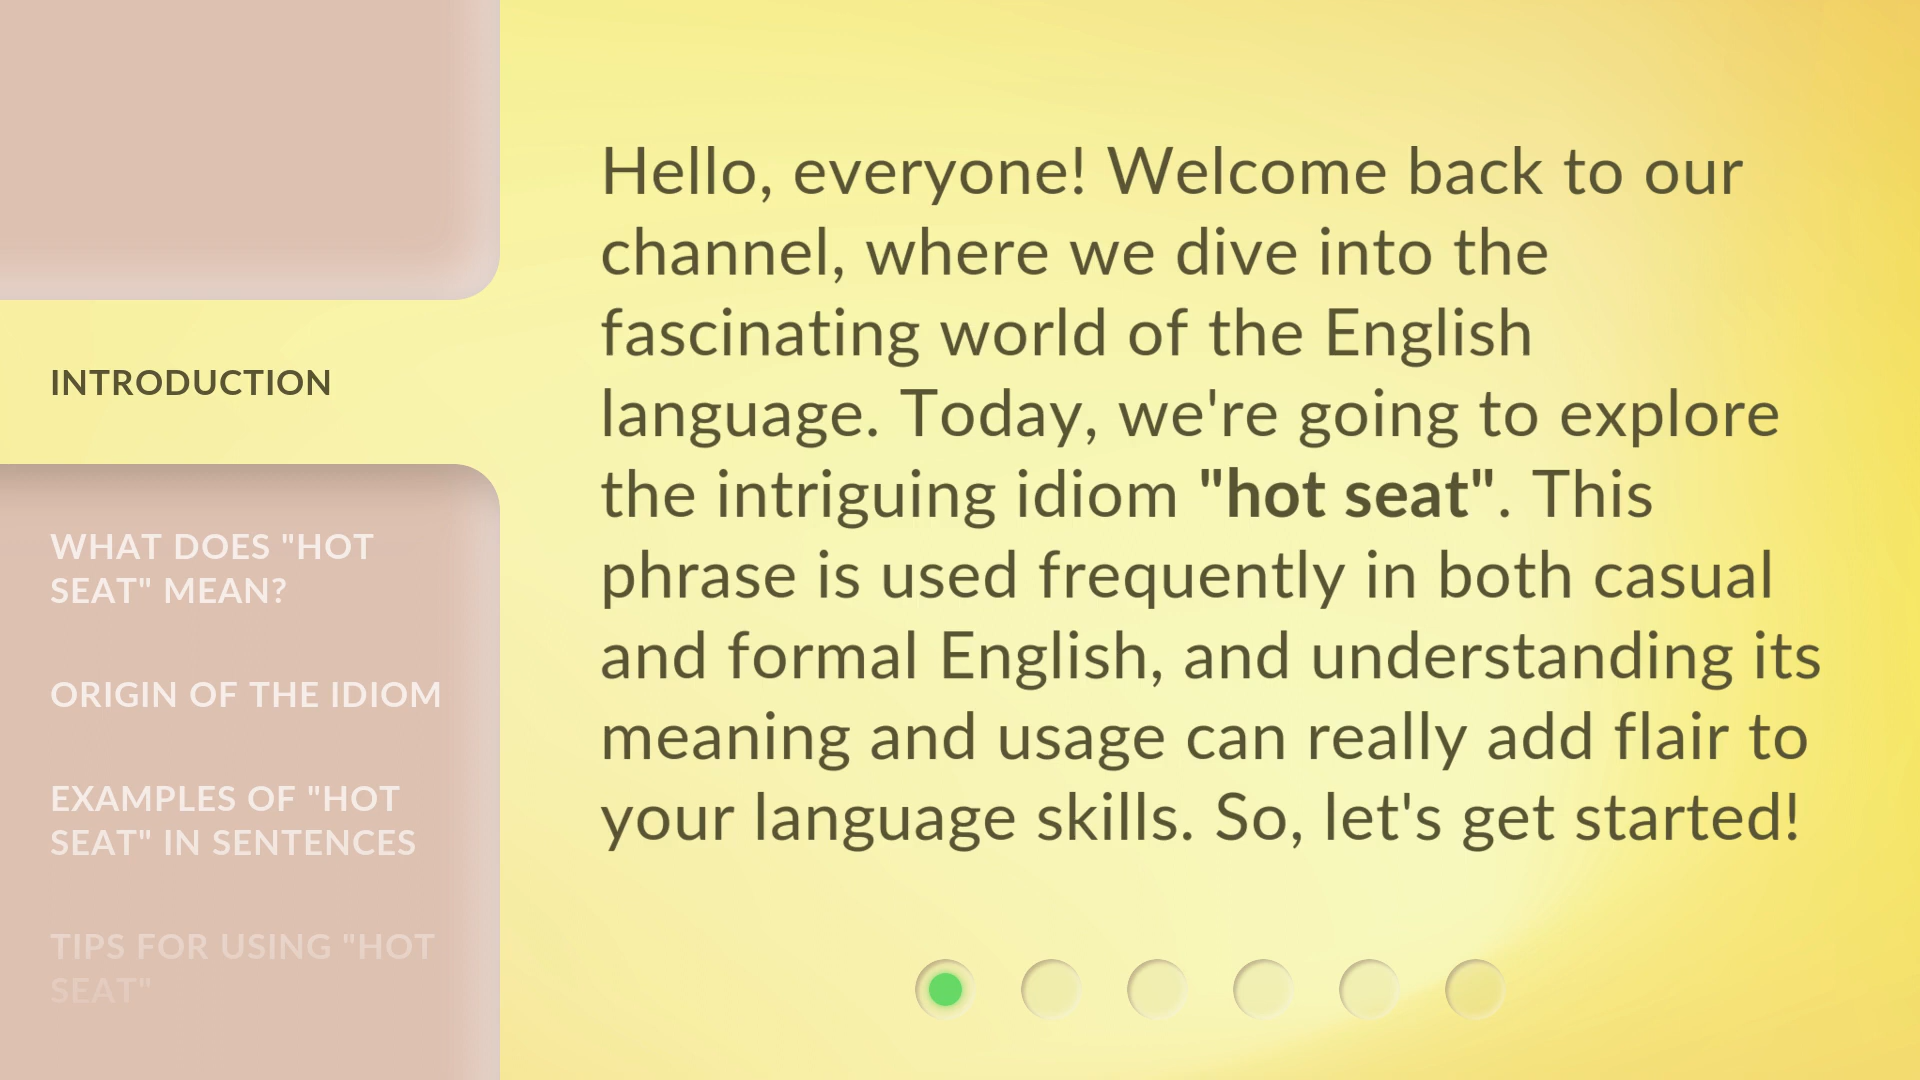 INTRODUCTION
WHAT DOES "HOT
SEAT" MEAN?
ORIGIN OF THE IDIOM
EXAMPLES OF "HOT
SEAT" IN SENTENCES
TIPS FOR USING "HOT
SEAT"
Hello, everyone! Welcome back to our
channel, where we dive into the
fascinating world of the English
language. Today, we're going to explore
the intriguing idiom "hot seat". This
phrase is used frequently in both casual
and formal English, and understanding its
meaning and usage can really add flair to
your language skills. So, let's get started!